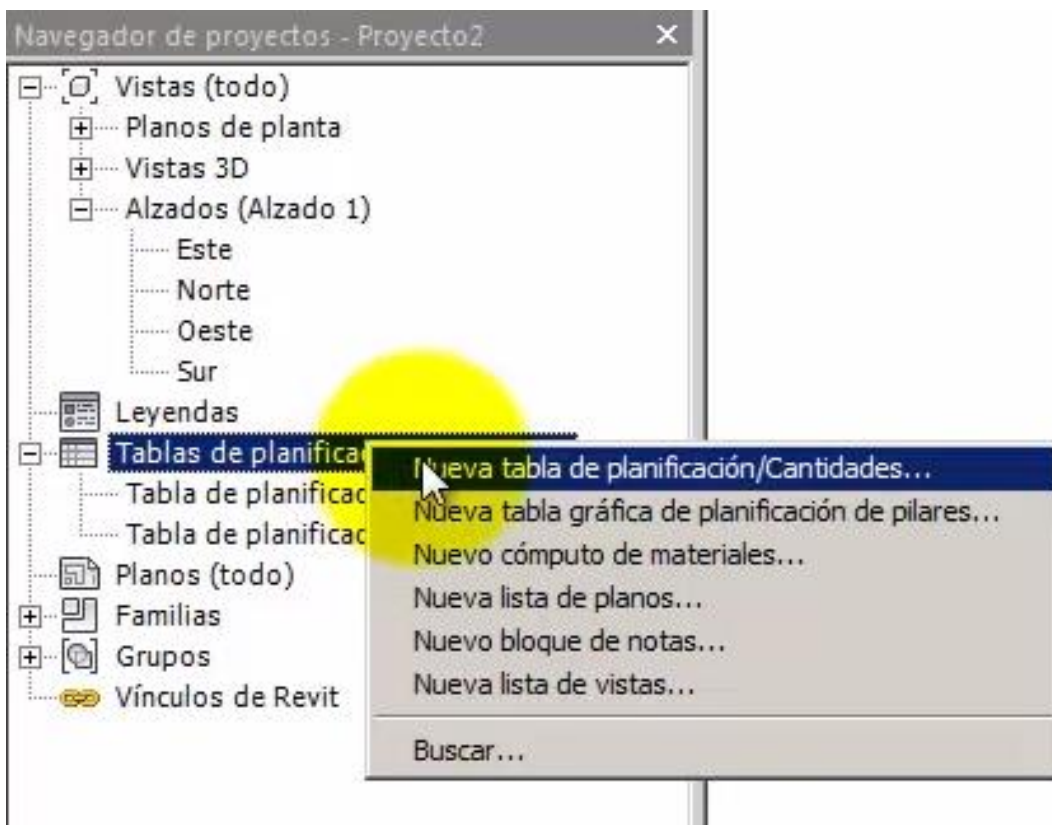 Navegador de proyectos - Proyecto2
Vistas (todo)
Planos de planta
Vistas 3D
Alzados (Alzado 1)
Este
Norte
Oeste
Sur
Leyendas
Tablas de planifica
Tabla de planificac
Tabla de planificac
Planos (todo)
Familias
Grupos
Vínculos de Revit
Nueva tabla de planificación/Cantidades...
Nueva tabla gráfica de planificación de pilares...
Nuevo cómputo de materiales...
Nueva lista de planos...
Nuevo bloque de notas...
Nueva lista de vistas...
Buscar...